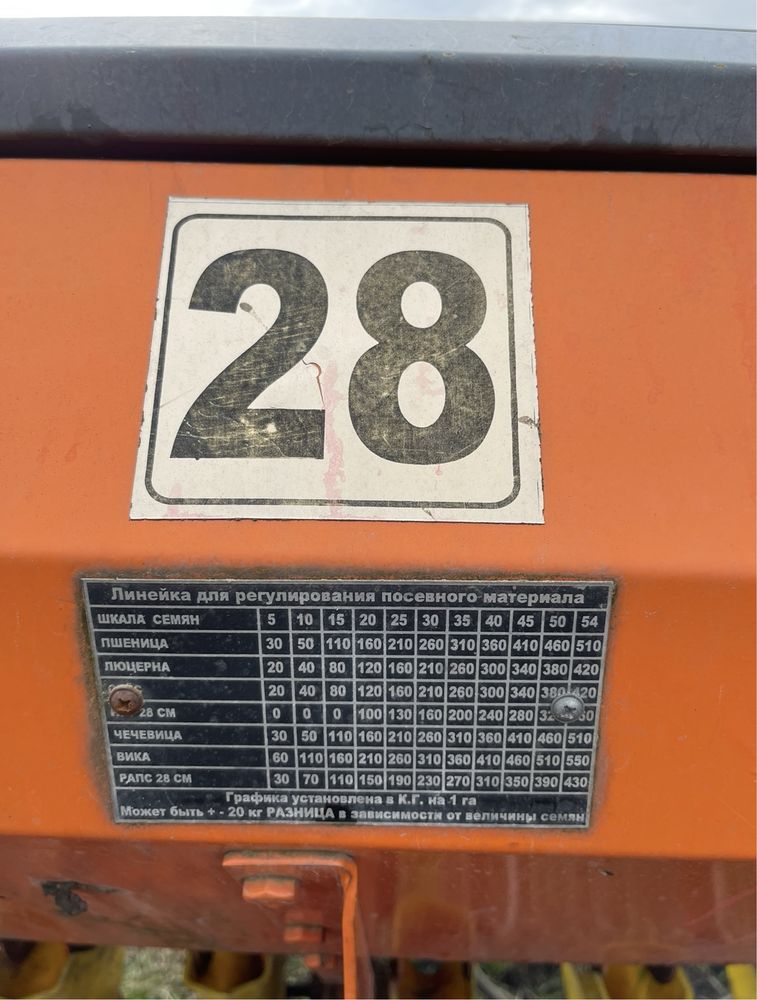 28
Линейка для регулирования посевного материала
ШКАЛА СЕМЯН 5 10 15 20 25 30 35 40 45 50 54
ПШЕНИЦА 30 50 110 160 210 260 310 360 410 460 510
ЛЮЦЕРНА 20 40 80 120 160 210 260 300 340 380 420
20 40 80 120 160 210 260 300 340 380 420
28 СМ 0 0 0 100 130 160 200 240 280
ЧЕЧЕВИЦА 30 50 110 160 210 260 310 360 410 460 510
ВИКА 60 110 160 210 260 310 360 410 460 510 550
РАПС 28 СМ 30 70 110 150 190 230 270 310 350 390 430
Графика установлена в К.Г. на 1 га
Может быть + - 20 кг РАЗНИЦА в зависимости от величины семян